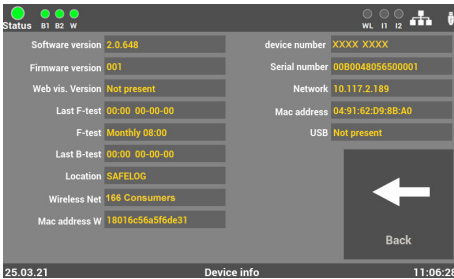 Status B1 B2 W WL I1 I2
Software version 2.0.648
Firmware version 001
Web vis. Version Not present
Last F-test 00:00 00-00-00
F-test Monthly 08:00
Last B-test 00:00 00-00-00
Location SAFELOG
Wireless Net 166 Consumers
Mac address W 18016c56a5f6de31
device number XXXX XXXX
Serial number 00B0048056500001
Network 10.117.2.189
Mac address 04:91:62:D9:8B:A0
USB Not present
Back
25.03.21 Device info 11:06:28